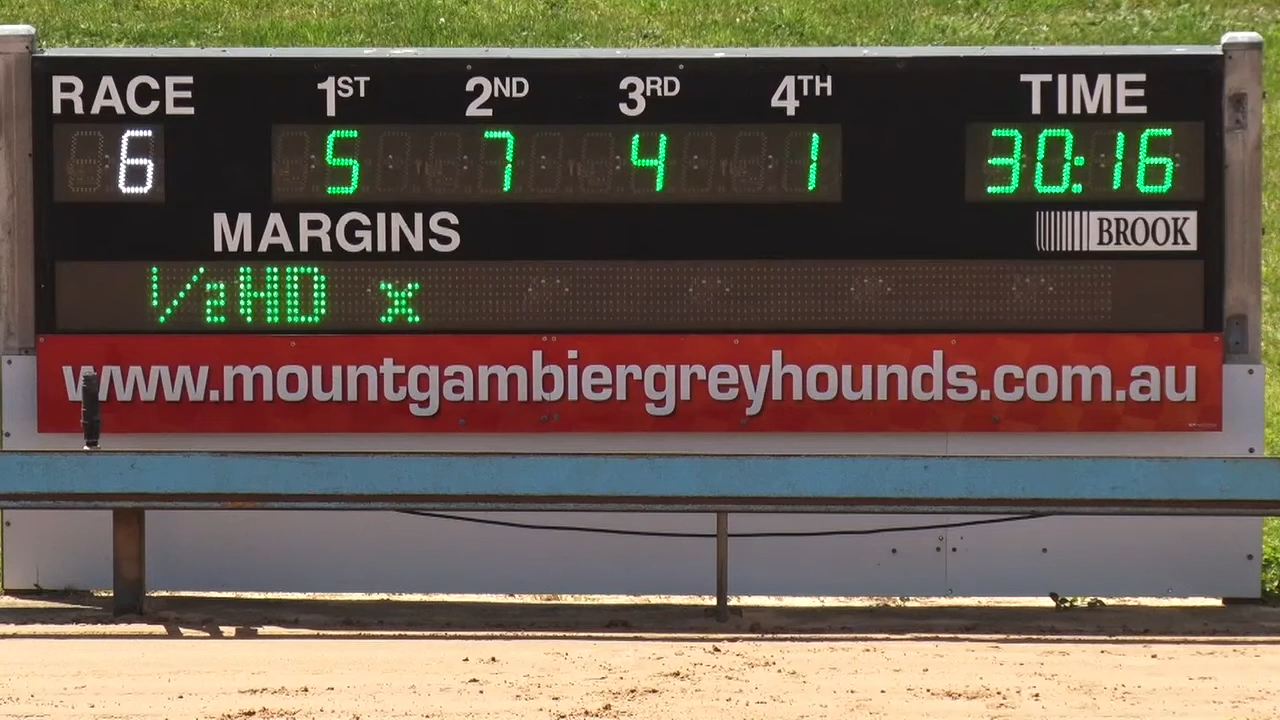 RACE 1ST 2ND 3RD 4TH TIME
6 5 7 4 1 30:16
MARGINS BROOK
1/2HD x
www.mountgambiergreyhounds.com.au